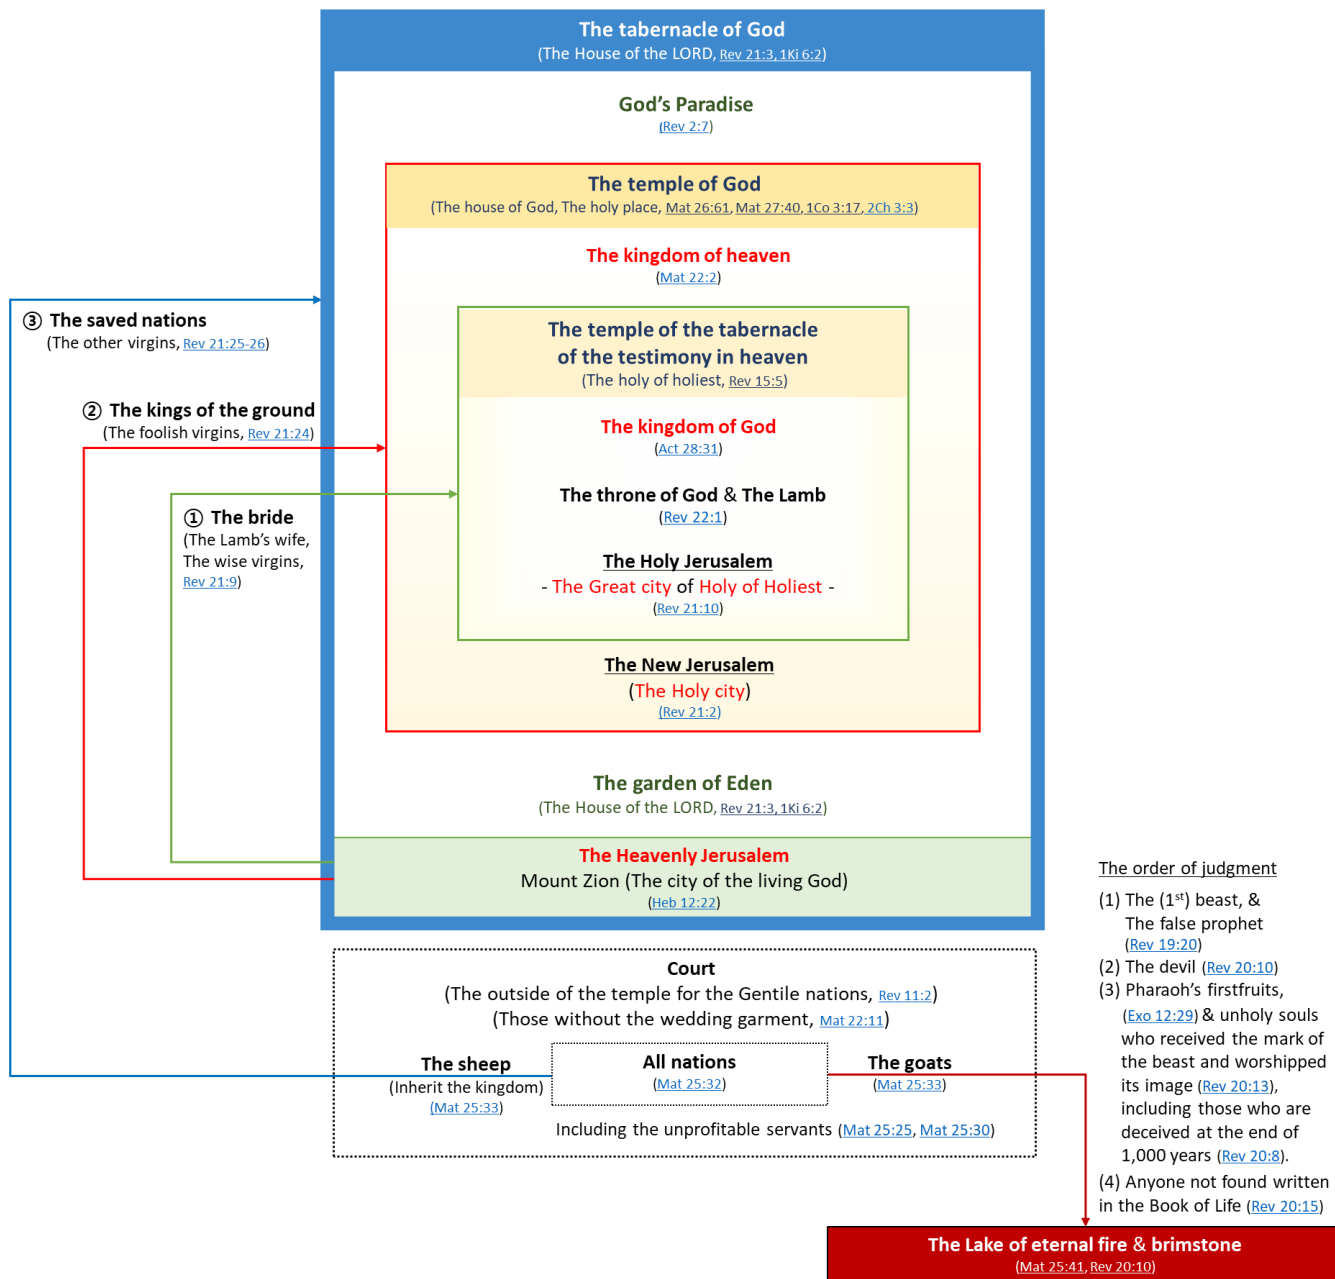 The tabernacle of God
(The House of the LORD, Rev 21:3, 1Ki 6:2)
God's Paradise
(Rev 2:7)
The temple of God
(The house of God, The holy place, Mat 26:61, Mat 27:40, 1Co 3:17, 2Ch 3:3)
The kingdom of heaven
(Mat 22:2)
The temple of the tabernacle
of the testimony in heaven
(The holy of holiest, Rev 15:5)
The kingdom of God
(Act 28:31)
The throne of God & The Lamb
(Rev 22:1)
The Holy Jerusalem
- The Great city of Holy of Holiest -
(Rev 21:10)
The New Jerusalem
(The Holy city)
(Rev 21:2)
The garden of Eden
(The House of the LORD, Rev 21:3, 1Ki 6:2)
The Heavenly Jerusalem
Mount Zion (The city of the living God)
(Heb 12:22)
③ The saved nations
(The other virgins, Rev 21:25-26)
② The kings of the ground
(The foolish virgins, Rev 21:24)
① The bride
(The Lamb's wife,
The wise virgins,
Rev 21:9)
Court
(The outside of the temple for the Gentile nations, Rev 11:2)
(Those without the wedding garment, Mat 22:11)
The sheep
(Inherit the kingdom)
(Mat 25:33)
All nations
(Mat 25:32)
The goats
(Mat 25:33)
Including the unprofitable servants (Mat 25:25, Mat 25:30)
The order of judgment
(1) The (1st) beast, &
The false prophet
(Rev 19:20)
(2) The devil (Rev 20:10)
(3) Pharaoh's firstfruits,
(Exo 12:29) & unholy souls
who received the mark of
the beast and worshipped
its image (Rev 20:13),
including those who are
deceived at the end of
1,000 years (Rev 20:8).
(4) Anyone not found written
in the Book of Life (Rev 20:15)
The Lake of eternal fire & brimstone
(Mat 25:41, Rev 20:10)